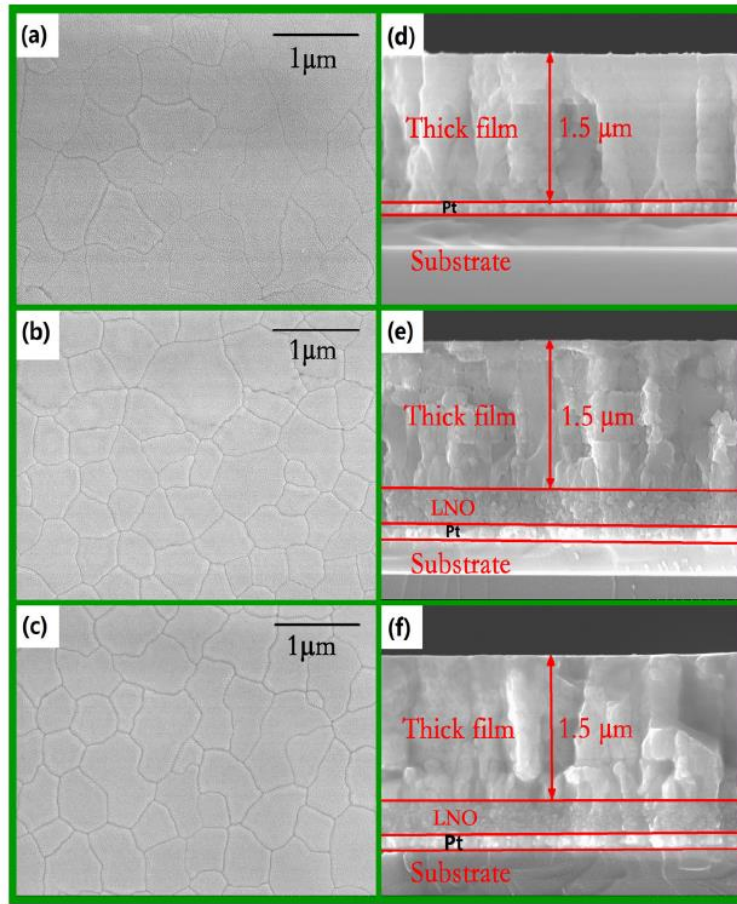 (a)
1μm
(d)
Thick film
1.5 μm
Pt
Substrate
(b)
1μm
(e)
Thick film
1.5 μm
LNO
Pt
Substrate
(c)
1μm
(f)
Thick film
1.5 μm
LNO
Pt
Substrate